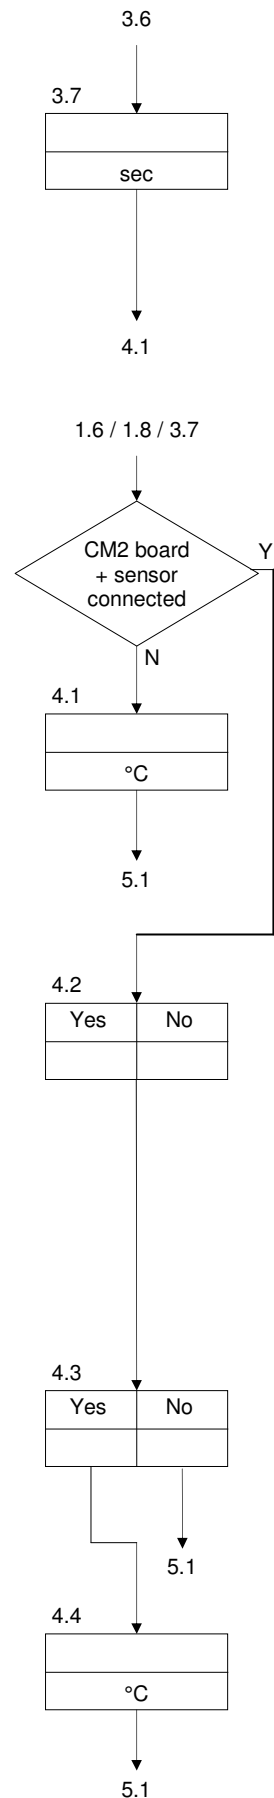 3.6
3.7
sec
4.1
1.6 / 1.8 / 3.7
CM2 board
+ sensor
connected
Y
N
4.1
°C
5.1
4.2
Yes No
4.3
Yes No
5.1
4.4
°C
5.1